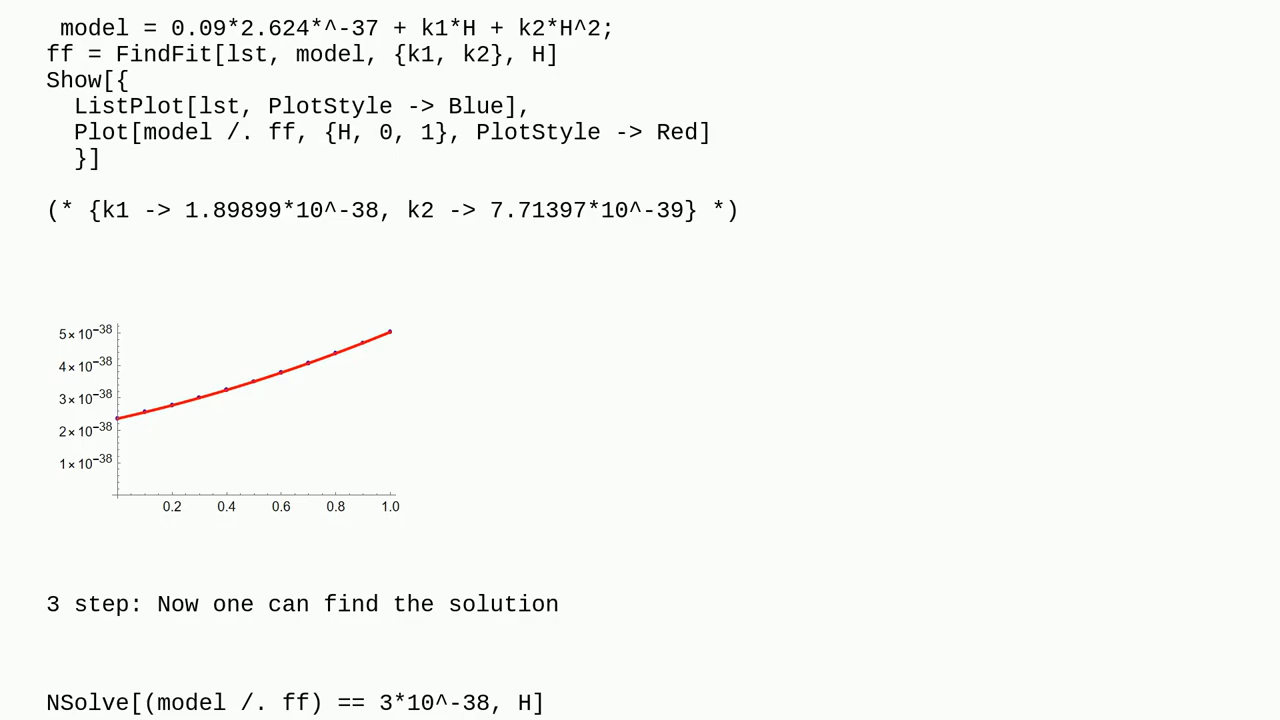 model = 0.09*2.624*^-37 + k1*H + k2*H^2;
ff = FindFit[lst, model, {k1, k2}, H]
Show[{
ListPlot[lst, PlotStyle -> Blue],
Plot[model /. ff, {H, 0, 1}, PlotStyle -> Red]
}]
(* {k1 -> 1.89899*10^-38, k2 -> 7.71397*10^-39} *)
5×10^-38
4×10^-38
3×10^-38
2×10^-38
1×10^-38
0.2 0.4 0.6 0.8 1.0
3 step: Now one can find the solution
NSolve[(model /. ff) == 3*10^-38, H]